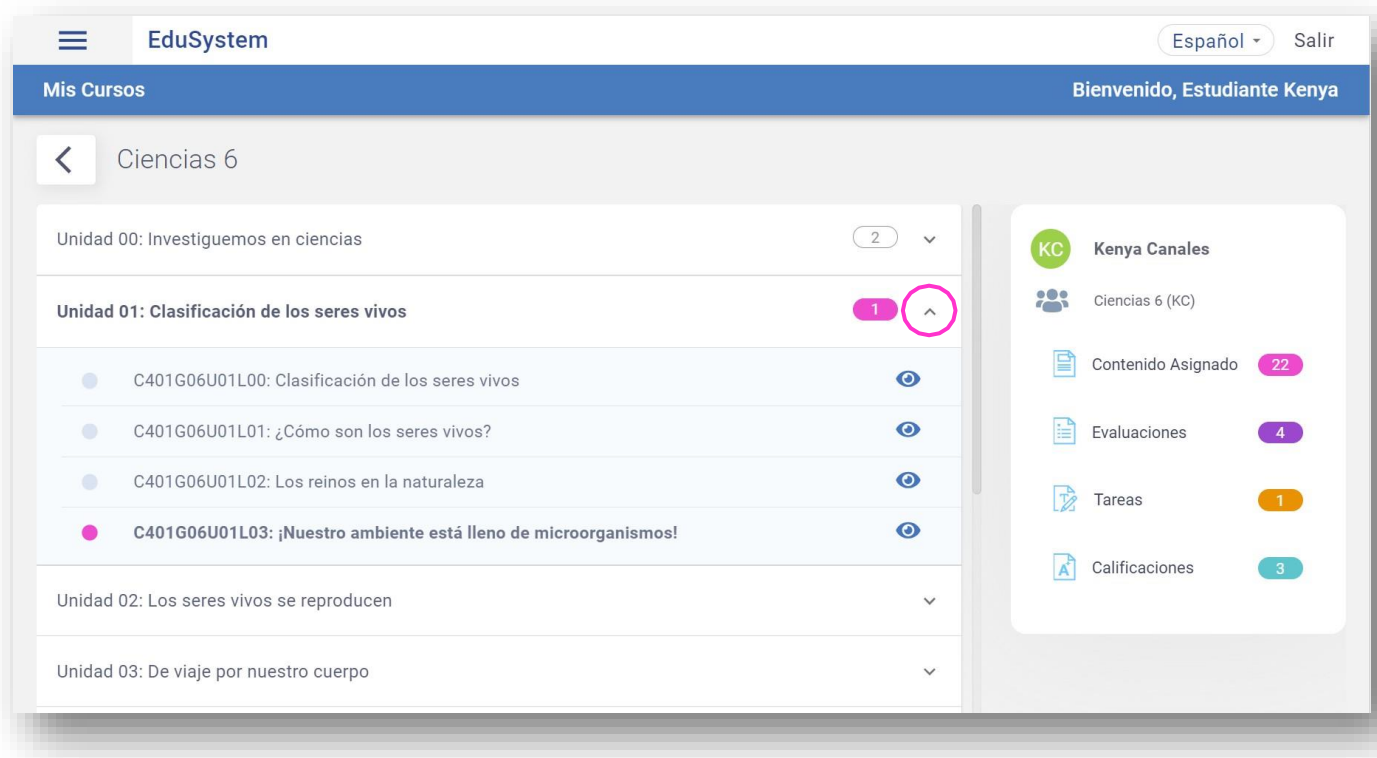 EduSystem
Español
Salir
Mis Cursos
Bienvenido, Estudiante Kenya
Ciencias 6
Unidad 00: Investiguemos en ciencias
2
Unidad 01: Clasificación de los seres vivos
1
C401G06U01L00: Clasificación de los seres vivos
C401G06U01L01: ¿Cómo son los seres vivos?
C401G06U01L02: Los reinos en la naturaleza
C401G06U01L03: ¡Nuestro ambiente está lleno de microorganismos!
Unidad 02: Los seres vivos se reproducen
Unidad 03: De viaje por nuestro cuerpo
KC
Kenya Canales
Ciencias 6 (KC)
Contenido Asignado
22
Evaluaciones
4
Tareas
1
Calificaciones
3